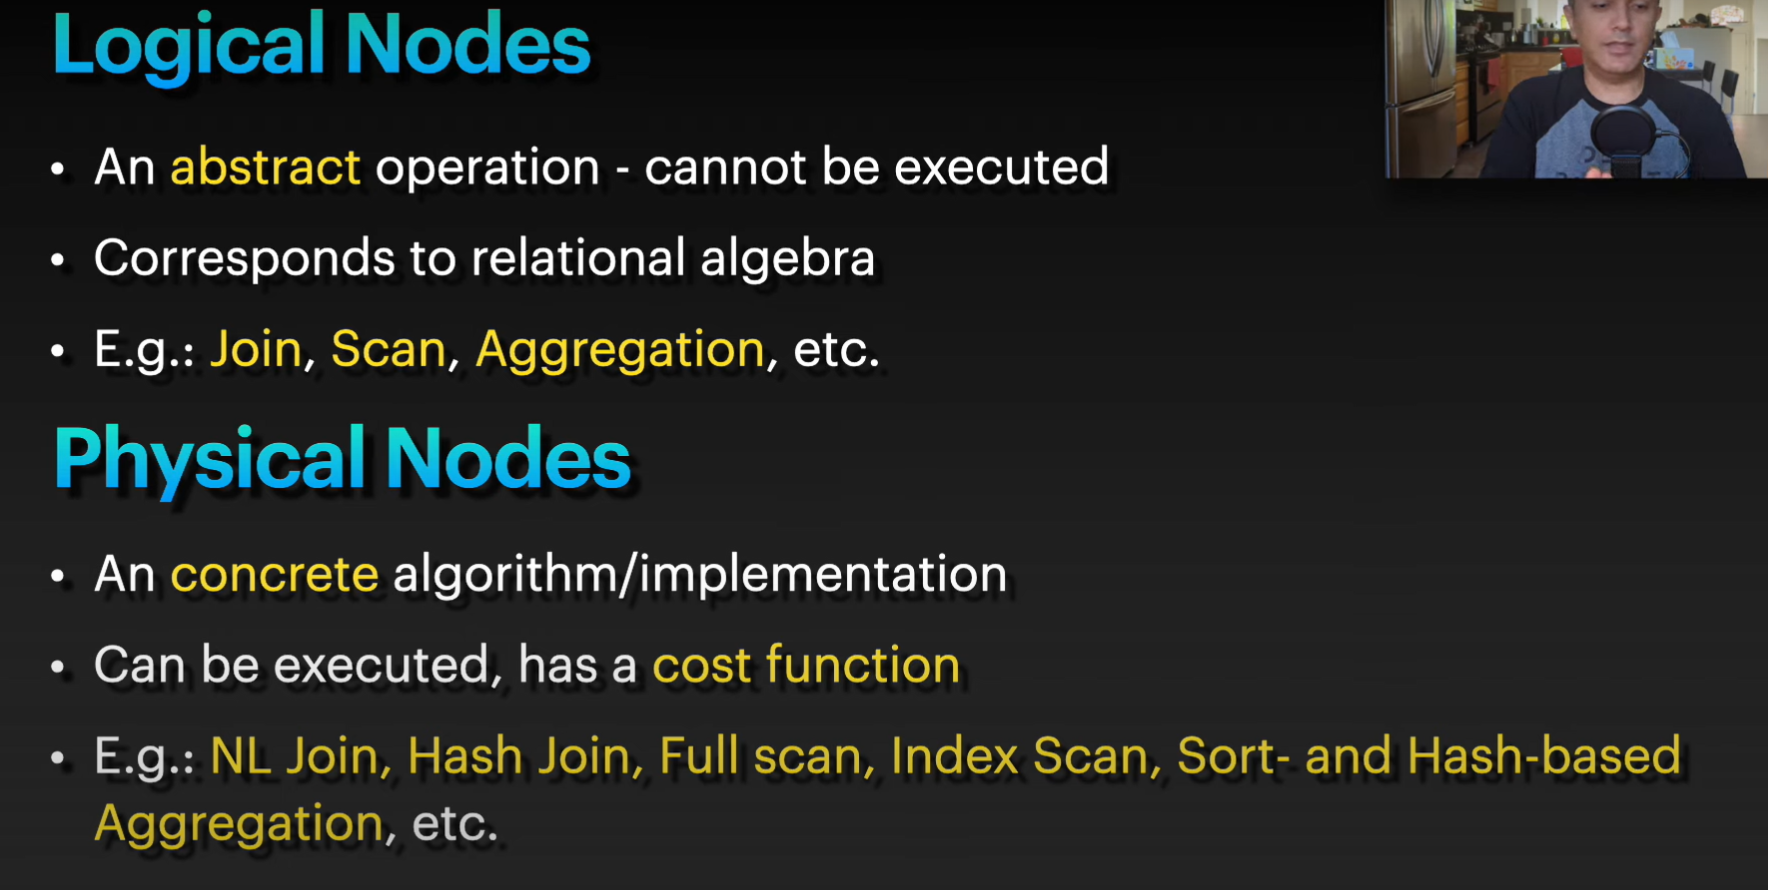 Logical Nodes
• An abstract operation - cannot be executed
• Corresponds to relational algebra
• E.g.: Join, Scan, Aggregation, etc.
Physical Nodes
• An concrete algorithm/implementation
• Can be executed, has a cost function
• E.g.: NL Join, Hash Join, Full scan, Index Scan, Sort- and Hash-based
Aggregation, etc.